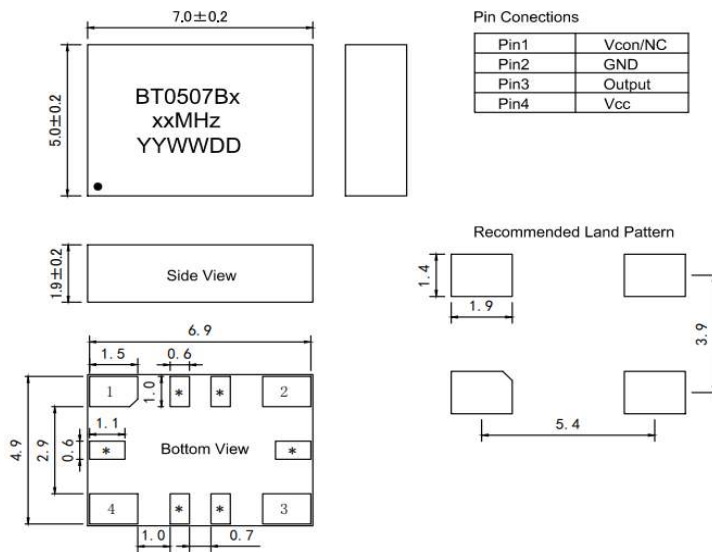 7.0±0.2
Pin Conections
Pin1 Vcon/NC
Pin2 GND
Pin3 Output
Pin4 Vcc
5.0±0.2
BT0507Bx
xxMHz
YYWWDD
Recommended Land Pattern
1.9±0.2
Side View
1.4
1.9
3.9
5.4
6.9
1.5 0.6
1 * * 2
1.0
1.1
4.9 2.9 0.6
* Bottom View *
4 * * 3
1.0 0.7